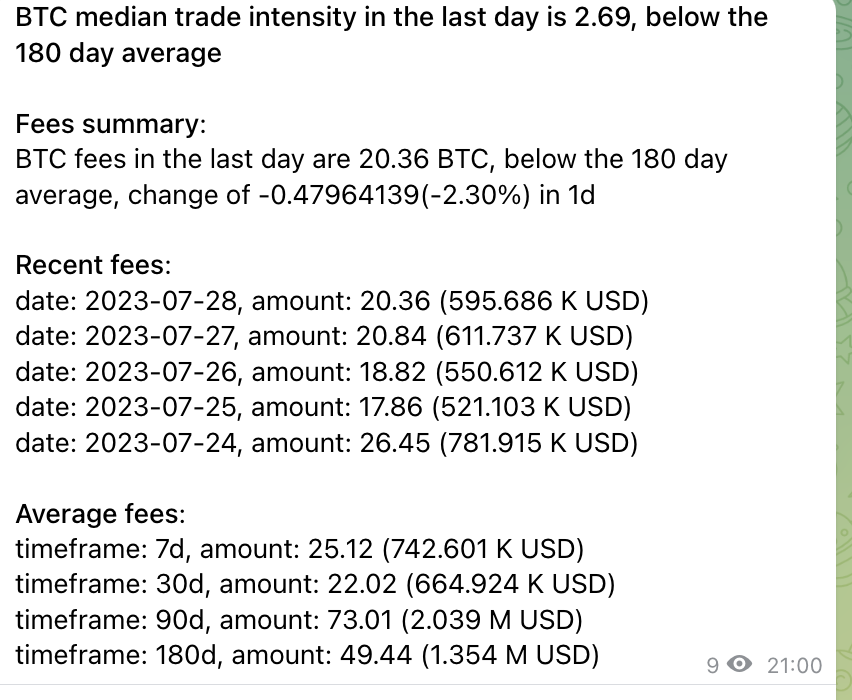 BTC median trade intensity in the last day is 2.69, below the
180 day average
Fees summary:
BTC fees in the last day are 20.36 BTC, below the 180 day
average, change of -0.47964139(-2.30%) in 1d
Recent fees:
date: 2023-07-28, amount: 20.36 (595.686 K USD)
date: 2023-07-27, amount: 20.84 (611.737 K USD)
date: 2023-07-26, amount: 18.82 (550.612 K USD)
date: 2023-07-25, amount: 17.86 (521.103 K USD)
date: 2023-07-24, amount: 26.45 (781.915 K USD)
Average fees:
timeframe: 7d, amount: 25.12 (742.601 K USD)
timeframe: 30d, amount: 22.02 (664.924 K USD)
timeframe: 90d, amount: 73.01 (2.039 M USD)
timeframe: 180d, amount: 49.44 (1.354 M USD)
9 21:00